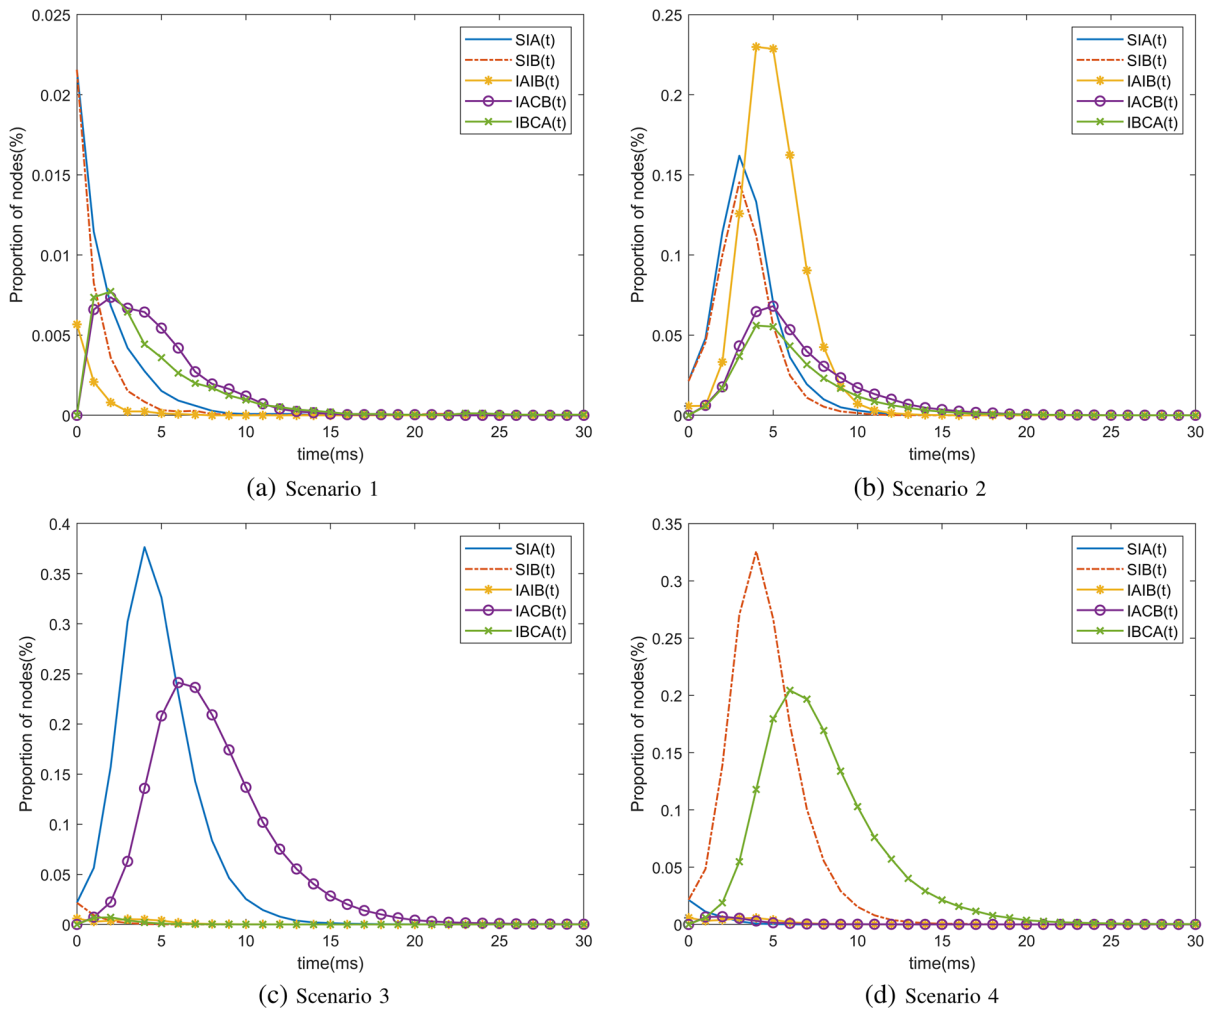 0.025
0.02
0.015
0.01
0.005
0
Proportion of nodes(%)
0 5 10 15 20 25 30
time(ms)
SIA(t)
SIB(t)
IAIB(t)
IACB(t)
IBCA(t)
(a) Scenario 1
0.25
0.2
0.15
0.1
0.05
0
Proportion of nodes(%)
0 5 10 15 20 25 30
time(ms)
SIA(t)
SIB(t)
IAIB(t)
IACB(t)
IBCA(t)
(b) Scenario 2
0.4
0.35
0.3
0.25
0.2
0.15
0.1
0.05
0
Proportion of nodes(%)
0 5 10 15 20 25 30
time(ms)
SIA(t)
SIB(t)
IAIB(t)
IACB(t)
IBCA(t)
(c) Scenario 3
0.35
0.3
0.25
0.2
0.15
0.1
0.05
0
Proportion of nodes(%)
0 5 10 15 20 25 30
time(ms)
SIA(t)
SIB(t)
IAIB(t)
IACB(t)
IBCA(t)
(d) Scenario 4